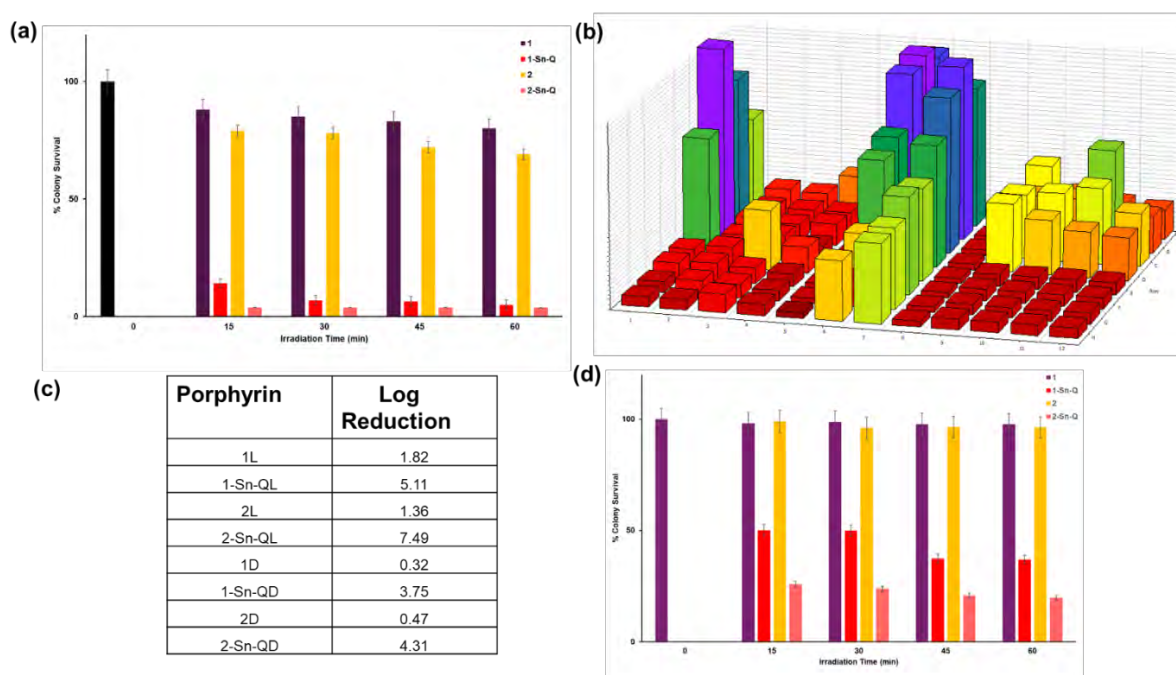 (a)
1
1-Sn-Q
2
2-Sn-Q
% Colony Survival
100
50
0
0 15 30 45 60
Irradiation Time (min)
(b)
1 2 3 4 5 6 7 8 9 10 11 12
Row
H
(c)
Porphyrin Log
Reduction
1L 1.82
1-Sn-QL 5.11
2L 1.36
2-Sn-QL 7.49
1D 0.32
1-Sn-QD 3.75
2D 0.47
2-Sn-QD 4.31
(d)
1
1-Sn-Q
2
2-Sn-Q
% Colony Survival
100
50
0
0 15 30 45 60
Irradiation Time (min)